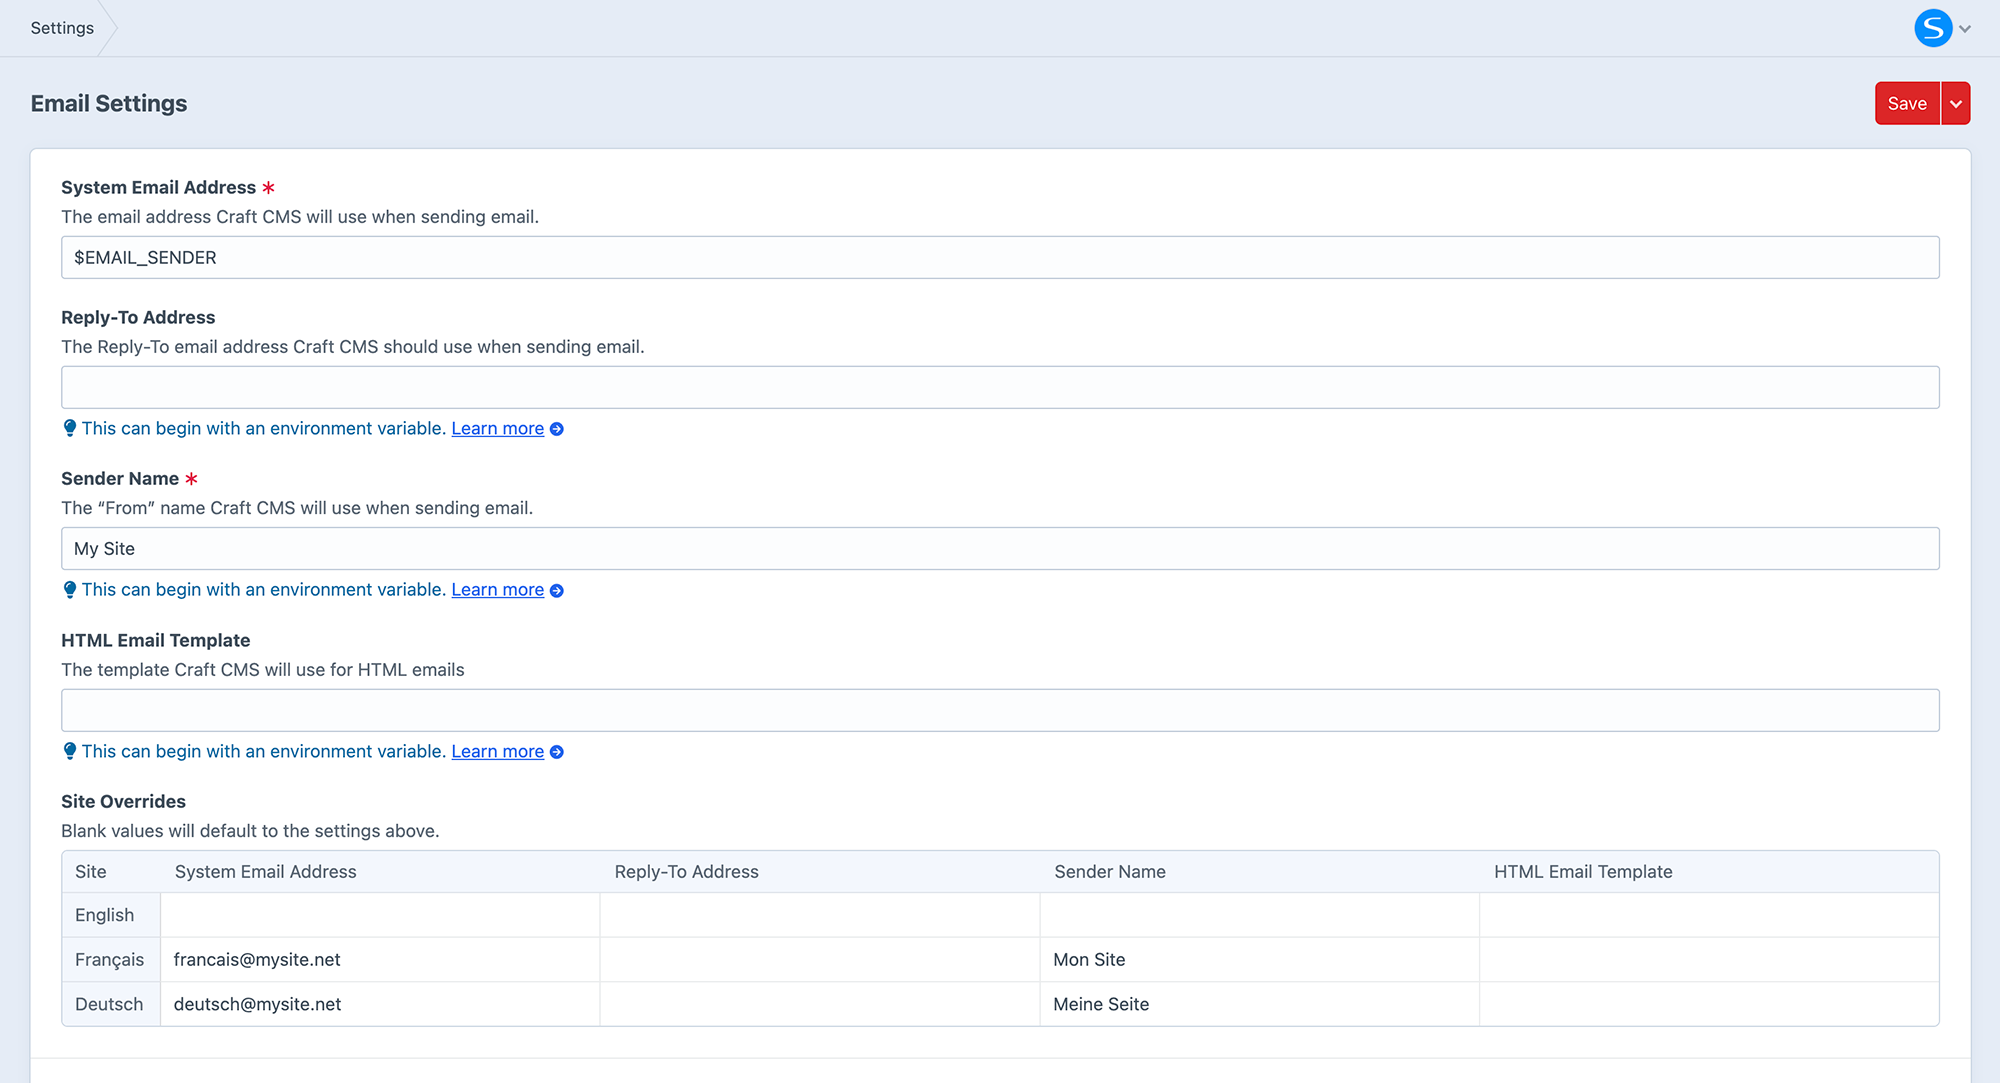 Settings
S
Email Settings
Save
System Email Address *
The email address Craft CMS will use when sending email.
$EMAIL_SENDER
Reply-To Address
The Reply-To email address Craft CMS should use when sending email.
This can begin with an environment variable. Learn more
Sender Name *
The “From” name Craft CMS will use when sending email.
My Site
This can begin with an environment variable. Learn more
HTML Email Template
The template Craft CMS will use for HTML emails
This can begin with an environment variable. Learn more
Site Overrides
Blank values will default to the settings above.
Site System Email Address Reply-To Address Sender Name HTML Email Template
English
Français francais@mysite.net Mon Site
Deutsch deutsch@mysite.net Meine Seite